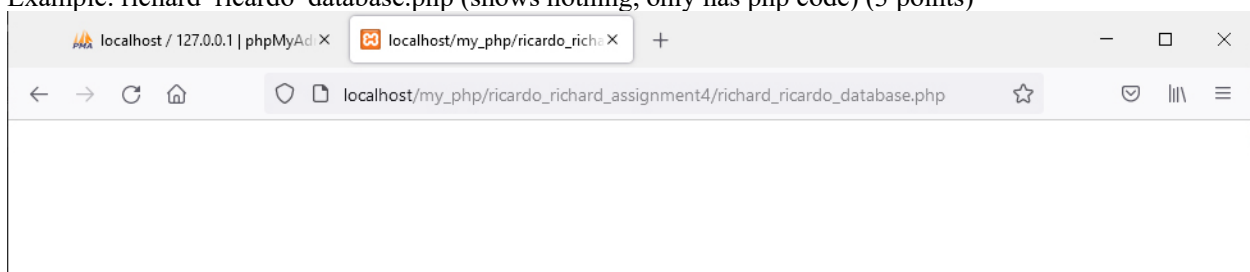 Example: richard_ricardo_database.php (shows nothing, only has php code) (5 points)
localhost / 127.0.0.1 | phpMyAd
localhost/my_php/ricardo_richa
localhost/my_php/ricardo_richard_assignment4/richard_ricardo_database.php